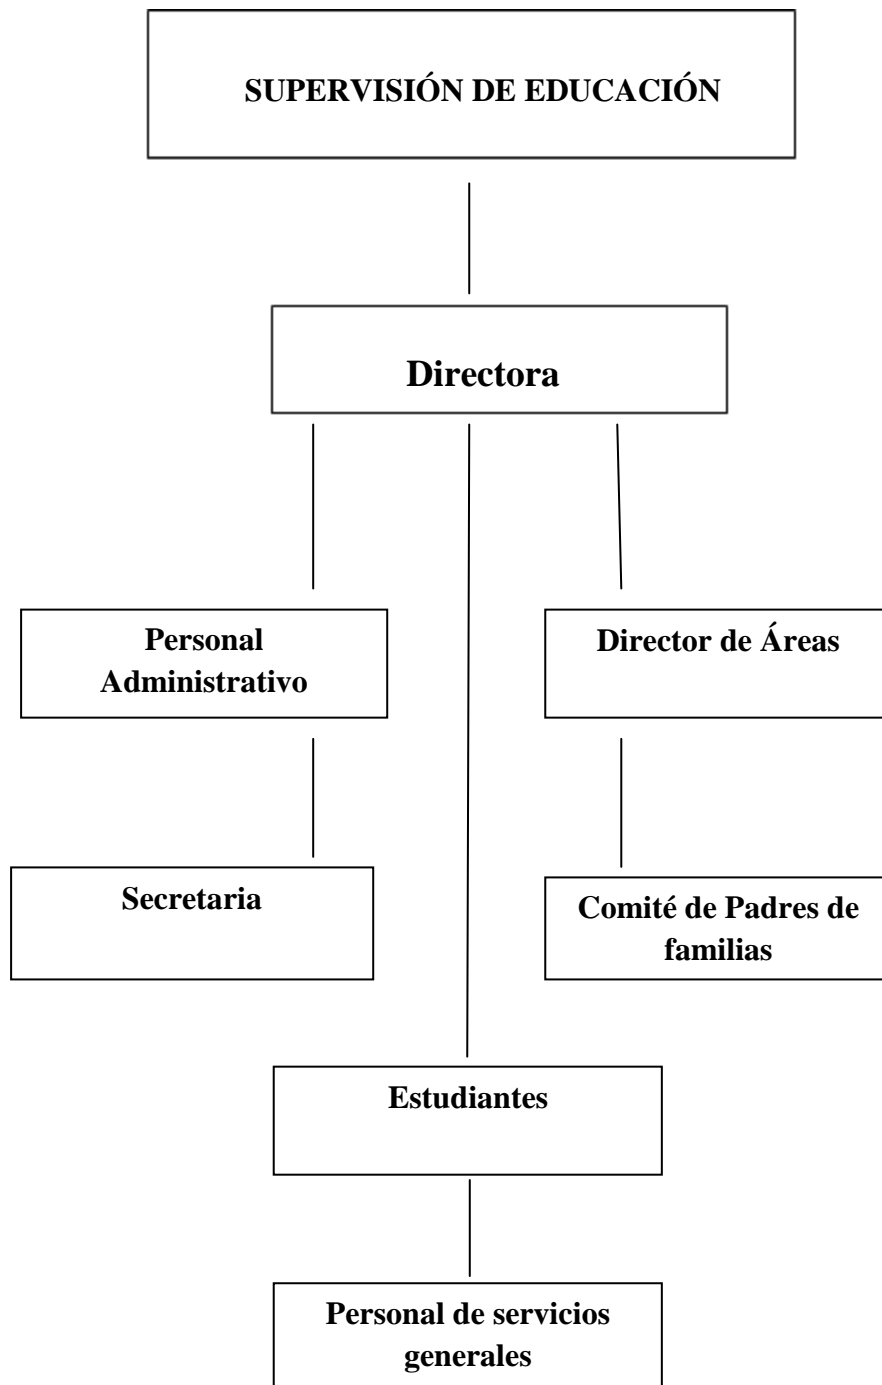 SUPERVISIÓN DE EDUCACIÓN
Directora
Personal
Administrativo
Director de Áreas
Secretaria
Comité de Padres de
familias
Estudiantes
Personal de servicios
generales